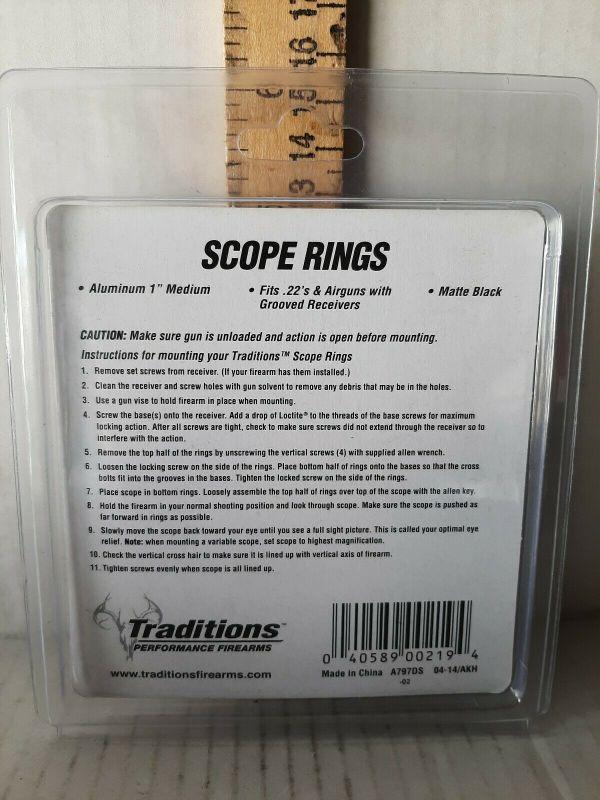 17
16
15
14
13
SCOPE RINGS
• Aluminum 1" Medium • Fits .22's & Airguns with • Matte Black
Grooved Receivers
CAUTION: Make sure gun is unloaded and action is open before mounting.
Instructions for mounting your Traditions™ Scope Rings
1. Remove set screws from receiver. (If your firearm has them installed.)
2. Clean the receiver and screw holes with gun solvent to remove any debris that may be in the holes.
3. Use a gun vise to hold firearm in place when mounting.
4. Screw the base(s) onto the receiver. Add a drop of Loctite® to the threads of the base screws for maximum
locking action. After all screws are tight, check to make sure screws did not extend through the receiver so to
interfere with the action.
5. Remove the top half of the rings by unscrewing the vertical screws (4) with supplied allen wrench.
6. Loosen the locking screw on the side of the rings. Place bottom half of rings onto the bases so that the cross
bolts fit into the grooves in the bases. Tighten the locked screw on the side of the rings.
7. Place scope in bottom rings. Loosely assemble the top half of rings over top of the scope with the allen key.
8. Hold the firearm in your normal shooting position and look through scope. Make sure the scope is pushed as
far forward in rings as possible.
9. Slowly move the scope back toward your eye until you see a full sight picture. This is called your optimal eye
relief. Note: when mounting a variable scope, set scope to highest magnification.
10. Check the vertical cross hair to make sure it is lined up with vertical axis of firearm.
11. Tighten screws evenly when scope is all lined up.
Traditions™
PERFORMANCE FIREARMS
www.traditionsfirearms.com
0 40589 00219 4
Made in China A797DS 04-14/AKH
-02